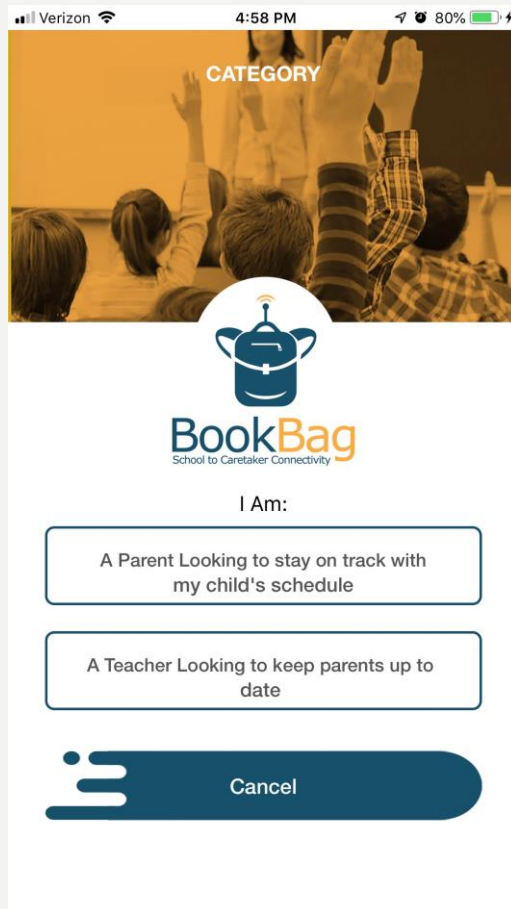 Verizon 4:58 PM 80%
CATEGORY
BookBag
School to Caretaker Connectivity
I Am:
A Parent Looking to stay on track with
my child's schedule
A Teacher Looking to keep parents up to
date
Cancel